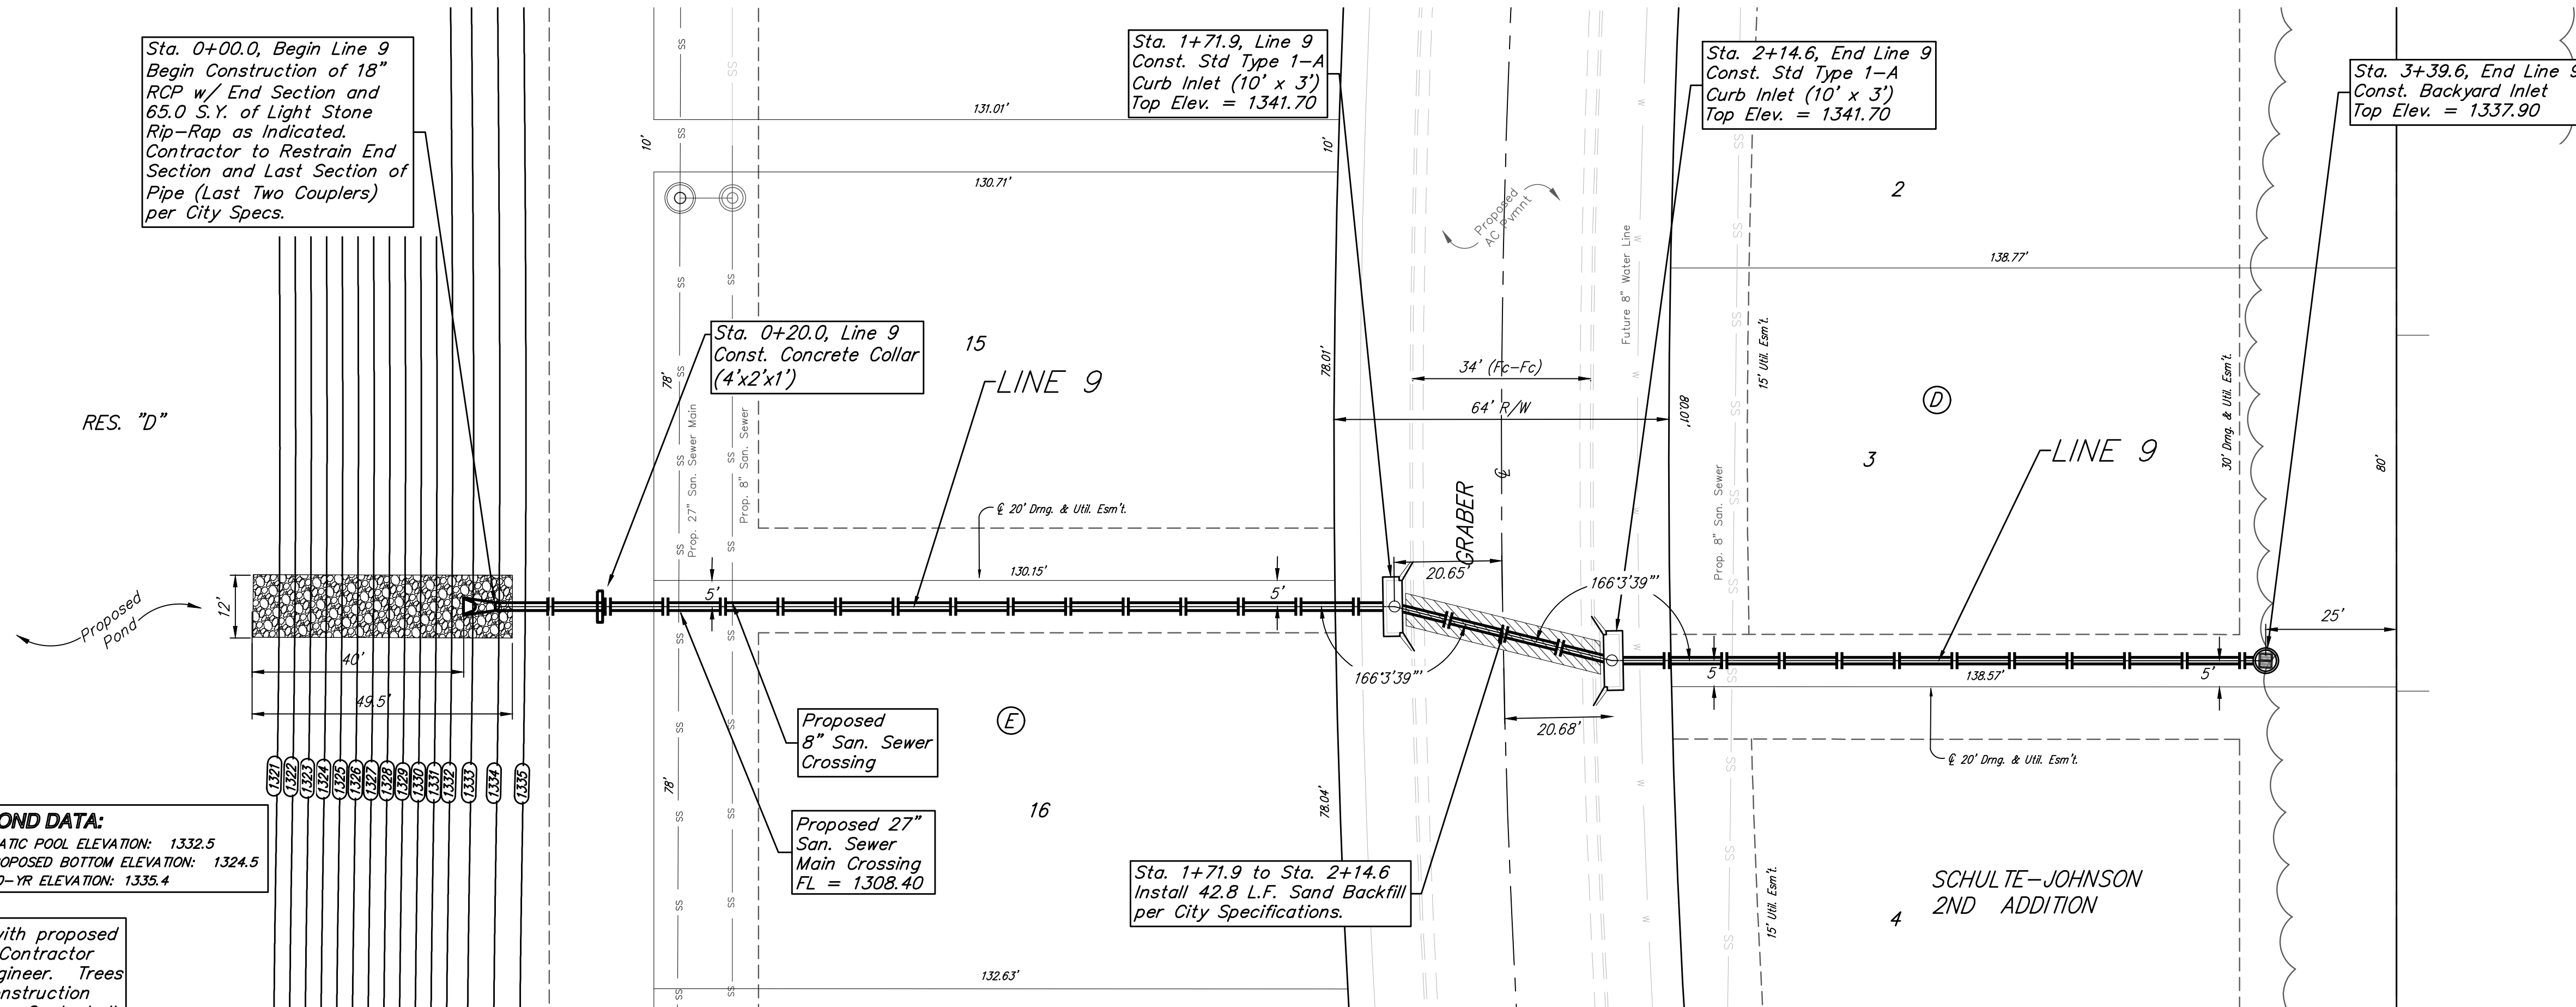 Sta. 0+00.0, Begin Line 9
Begin Construction of 18"
RCP w/ End Section and
65.0 S.Y. of Light Stone
Rip-Rap as Indicated.
Contractor to Restrain End
Section and Last Section of
Pipe (Last Two Couplers)
per City Specs.
Sta. 1+71.9, Line 9
Const. Std Type 1-A
Curb Inlet (10' x 3')
Top Elev. = 1341.70
Sta. 2+14.6, End Line 9
Const. Std Type 1-A
Curb Inlet (10' x 3')
Top Elev. = 1341.70
Sta. 3+39.6, End Line 9
Const. Backyard Inlet
Top Elev. = 1337.90
SS
SS
SS
SS
131.01'
10'
10'
130.71'
Proposed
AC Pvmnt
2
W
W
Future 8" Water Line
138.77'
Sta. 0+20.0, Line 9
Const. Concrete Collar
(4'x2'x1')
15
LINE 9
78'
78.01'
34' (Fc-Fc)
64' R/W
80.01'
15' Util. Esm't.
30' Drng. & Util. Esm't.
D
RES. "D"
Prop. 27" San. Sewer Main
Prop. 8" San. Sewer
Prop. 8" San. Sewer
3
LINE 9
80'
℄ 20' Drng. & Util. Esm't.
℄
GRABER
130.15'
20.65'
166°3'39"'
5'
5'
12'
Proposed
Pond
40'
49.5'
166°3'39"'
20.68'
5'
138.57'
5'
25'
Proposed
8" San. Sewer
Crossing
E
℄ 20' Drng. & Util. Esm't.
1321
1322
1323
1324
1325
1326
1327
1328
1329
1330
1331
1332
1333
1334
1335
78'
78.04'
16
Proposed 27"
San. Sewer
Main Crossing
FL = 1308.40
OND DATA:
ATIC POOL ELEVATION: 1332.5
OPOSED BOTTOM ELEVATION: 1324.5
0-YR ELEVATION: 1335.4
Sta. 1+71.9 to Sta. 2+14.6
Install 42.8 L.F. Sand Backfill
per City Specifications.
15' Util. Esm't.
4
SCHULTE-JOHNSON
2ND ADDITION
with proposed
Contractor
gineer. Trees
nstruction
132.63'